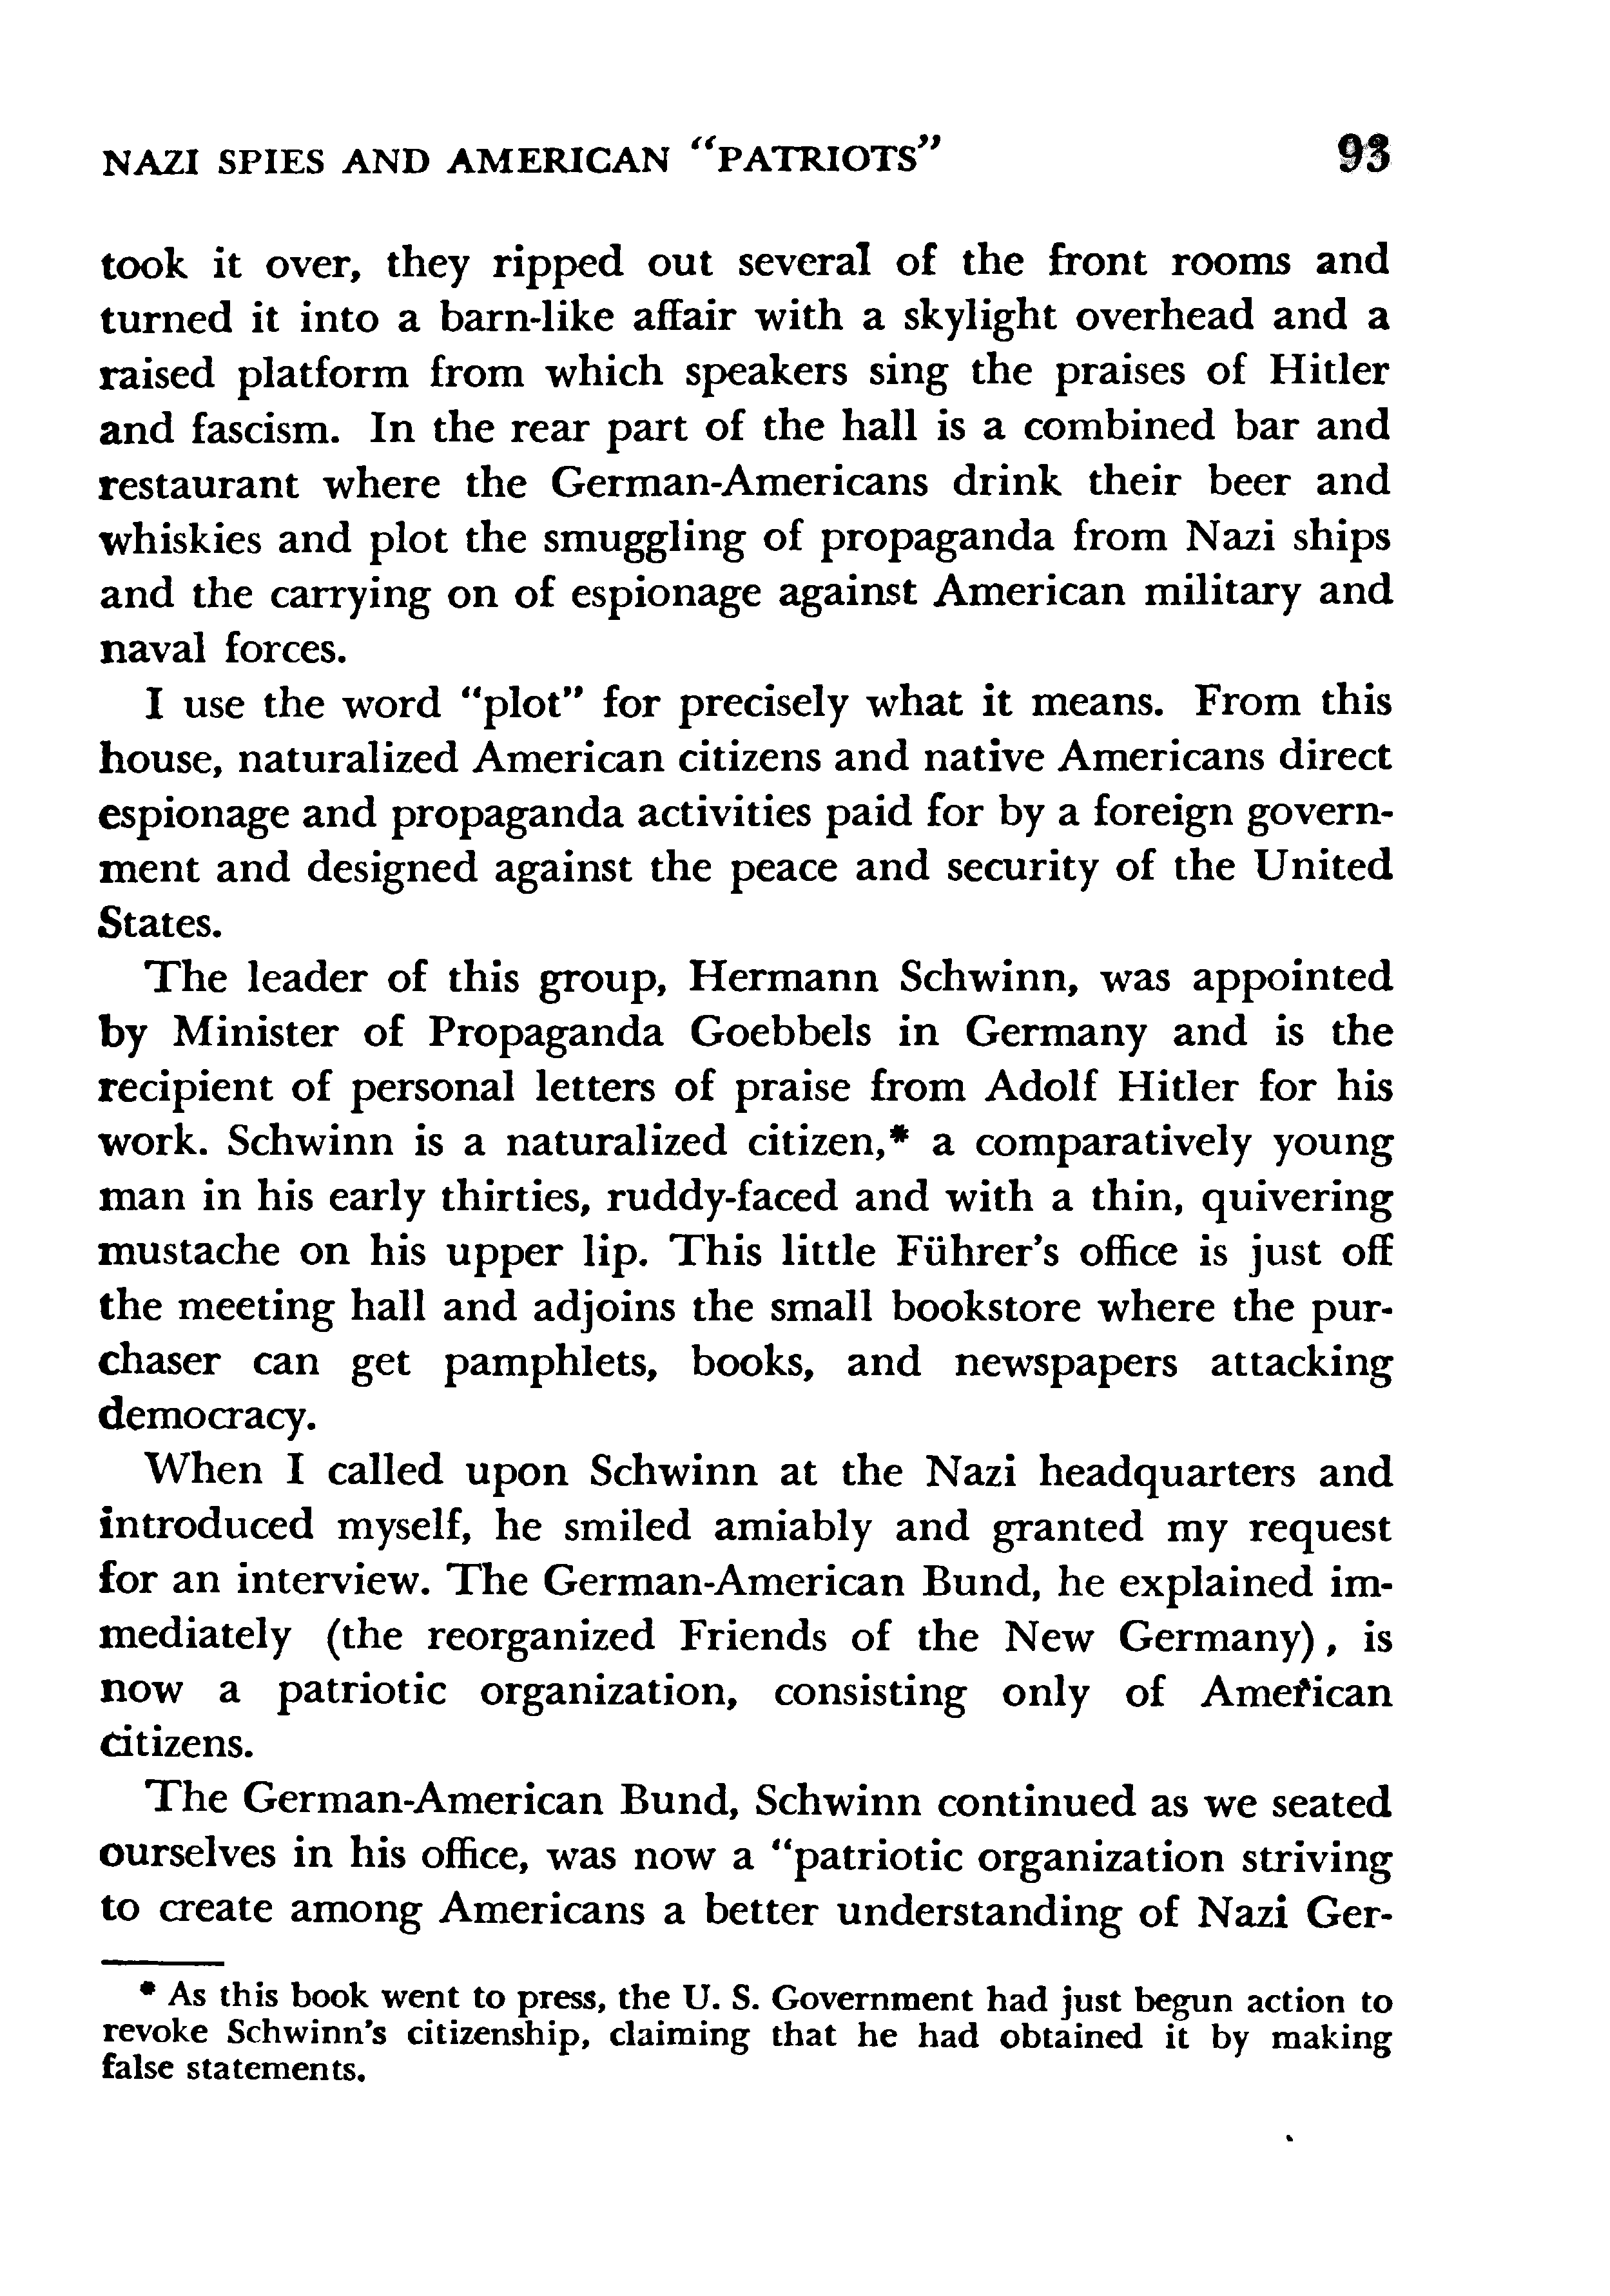 NAZI SPIES AND AMERICAN “PATRIOTS” 93
took it over, they ripped out several of the front rooms and
turned it into a barn-like affair with a skylight overhead and a
raised platform from which speakers sing the praises of Hitler
and fascism. In the rear part of the hall is a combined bar and
restaurant where the German-Americans drink their beer and
whiskies and plot the smuggling of propaganda from Nazi ships
and the carrying on of espionage against American military and
naval forces.
I use the word “plot” for precisely what it means. From this
house, naturalized American citizens and native Americans direct
espionage and propaganda activities paid for by a foreign govern-
ment and designed against the peace and security of the United
States.
The leader of this group, Hermann Schwinn, was appointed
by Minister of Propaganda Goebbels in Germany and is the
recipient of personal letters of praise from Adolf Hitler for his
work. Schwinn is a naturalized citizen,* a comparatively young
man in his early thirties, ruddy-faced and with a thin, quivering
mustache on his upper lip. This little Führer’s office is just off
the meeting hall and adjoins the small bookstore where the pur-
chaser can get pamphlets, books, and newspapers attacking
democracy.
When I called upon Schwinn at the Nazi headquarters and
introduced myself, he smiled amiably and granted my request
for an interview. The German-American Bund, he explained im-
mediately (the reorganized Friends of the New Germany), is
now a patriotic organization, consisting only of American
citizens.
The German-American Bund, Schwinn continued as we seated
ourselves in his office, was now a “patriotic organization striving
to create among Americans a better understanding of Nazi Ger-
* As this book went to press, the U. S. Government had just begun action to
revoke Schwinn’s citizenship, claiming that he had obtained it by making
false statements.